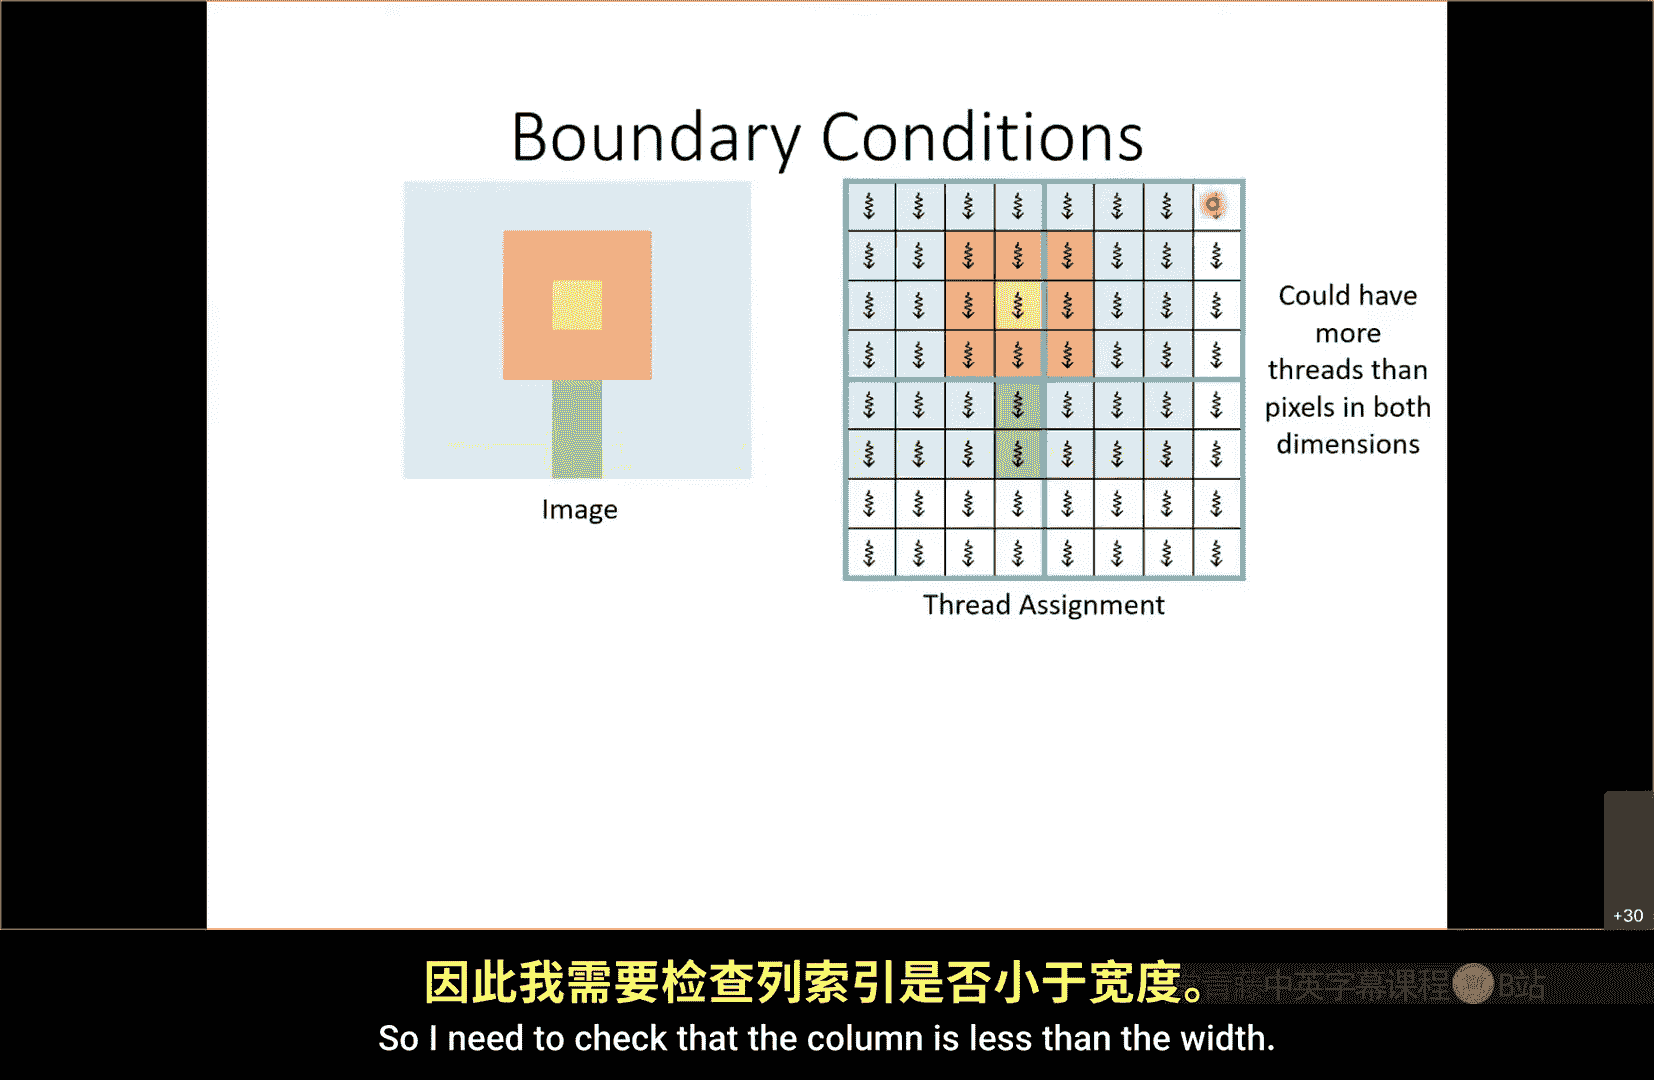 Boundary Conditions
Could have
more
threads than
pixels in both
dimensions
Image
Thread Assignment
+30
因此我需要检查列索引是否小于宽度。
中英字幕课程
B站
So I need to check that the column is less than the width.